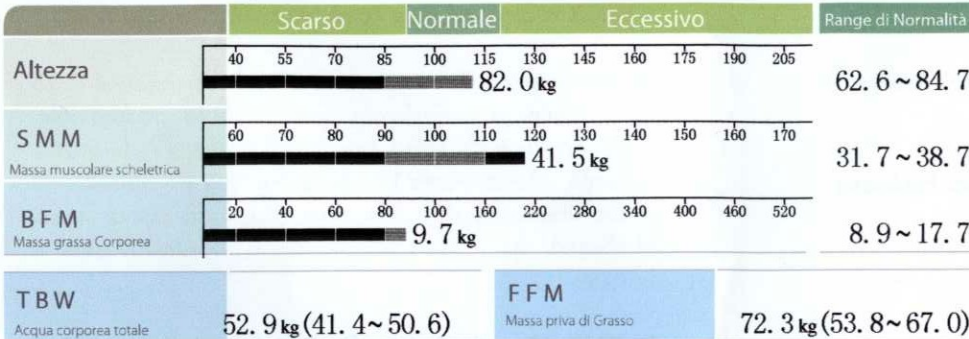 Scarso Normale Eccessivo Range di Normalità
40 55 70 85 100 115 130 145 160 175 190 205
Altezza 82.0 kg 62.6~84.7
60 70 80 90 100 110 120 130 140 150 160 170
SMM 41.5 kg 31.7~38.7
Massa muscolare scheletrica
20 40 60 80 100 160 220 280 340 400 460 520
BFM 9.7 kg 8.9~17.7
Massa grassa Corporea
TBW 52.9 kg (41.4~50.6) FFM 72.3 kg (53.8~67.0)
Acqua corporea totale Massa priva di Grasso